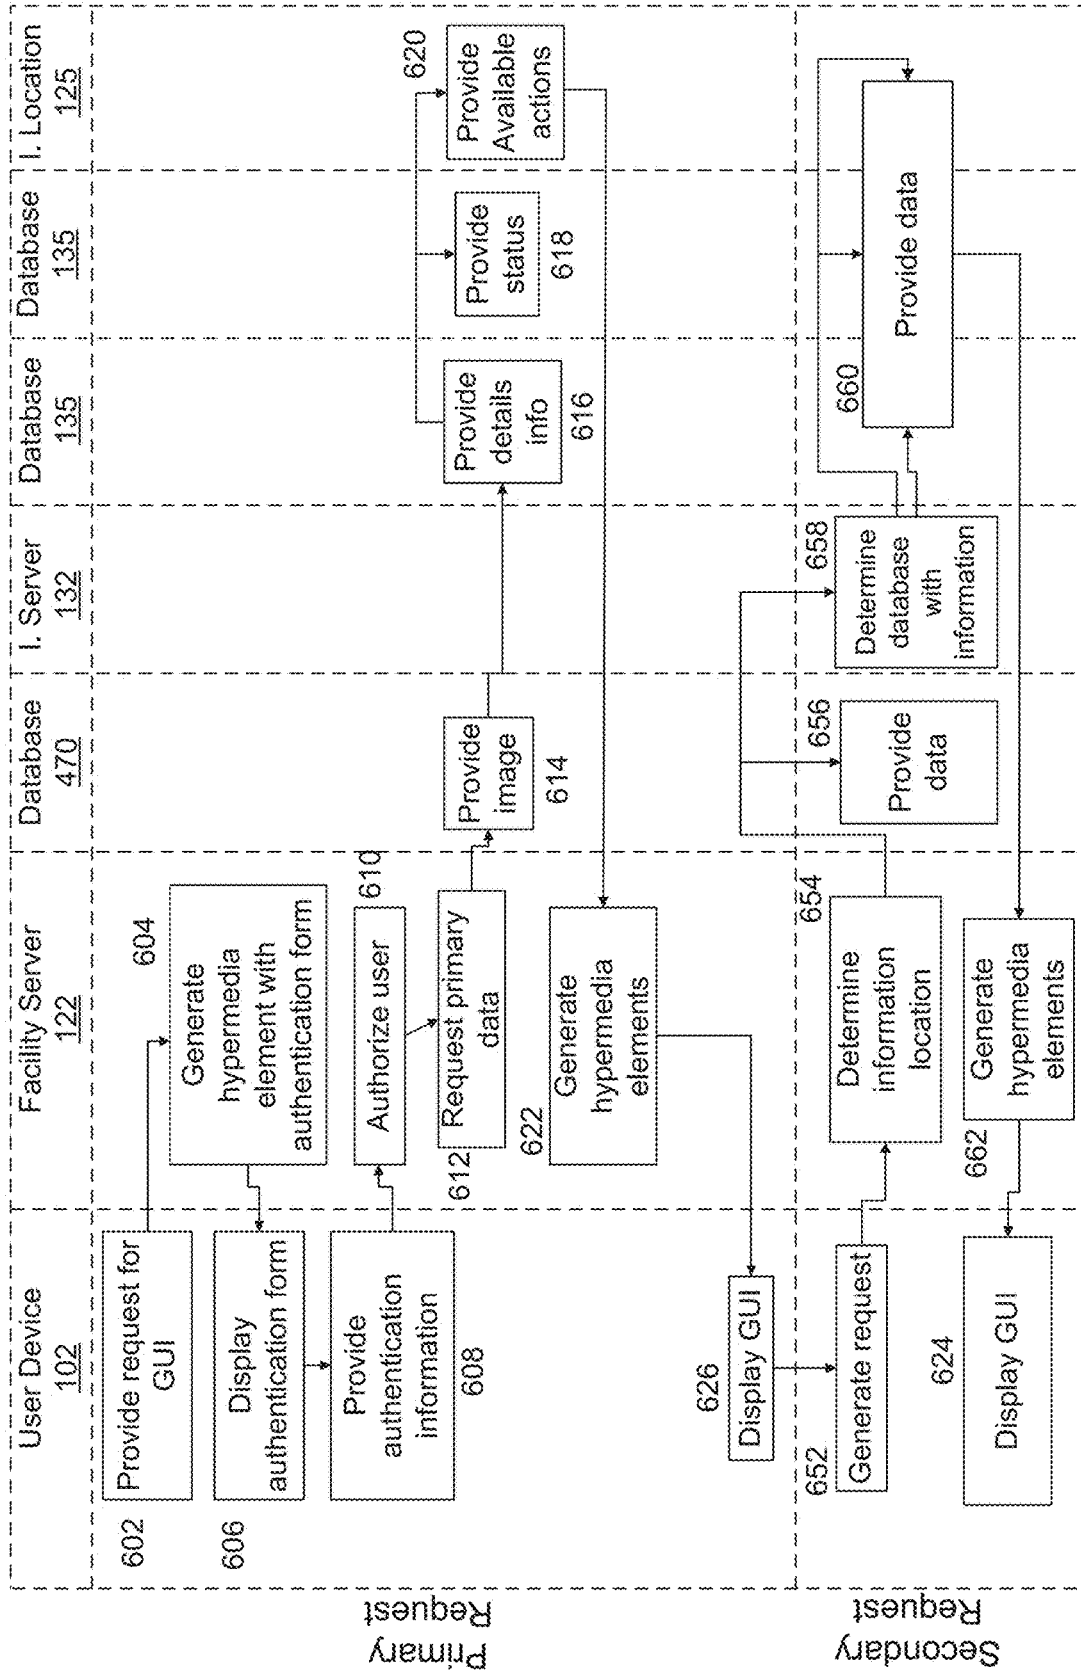 User Device
102
Facility Server
122
Database
470
I. Server
132
Database
135
Database
135
I. Location
125
Primary
Request
602
Provide request for
GUI
604
Generate
hypermedia
element with
authentication form
606
Display
authentication form
Provide
authentication
information
608
610
Authorize user
612
Request primary
data
Provide
image
614
Provide
details
info
616
Provide
status
618
620
Provide
Available
actions
622
Generate
hypermedia
elements
626
Display GUI
Secondary
Request
652
Generate request
654
Determine
information
location
656
Provide
data
658
Determine
database
with
information
660
Provide data
662
Generate
hypermedia
elements
624
Display GUI